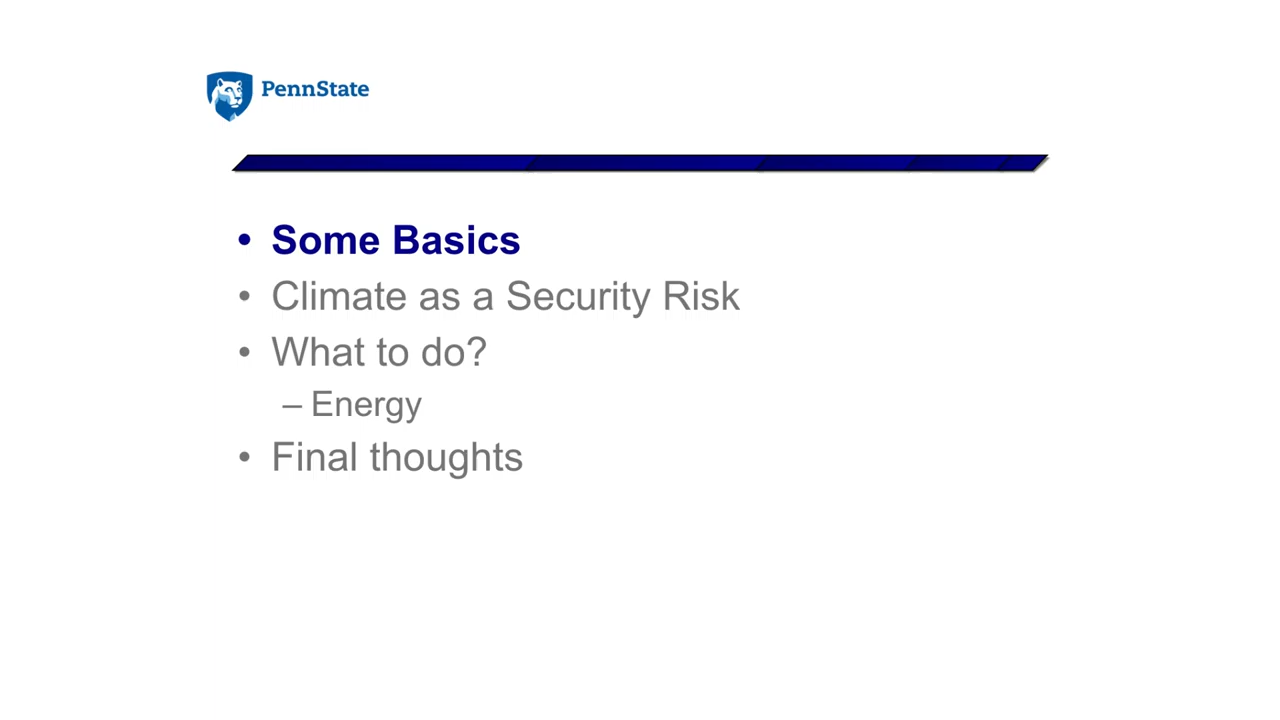 PennState
• Some Basics
• Climate as a Security Risk
• What to do?
– Energy
• Final thoughts